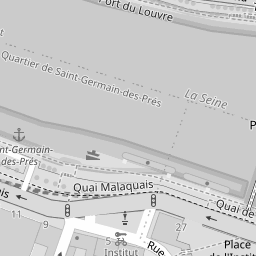 Port du Louvre
Quartier de Saint-Germain-des-Prés
La Seine
nt-Germain-
des-Prés
Quai Malaquais
Quai de
11
9
5
27
Rue
Institut
Place